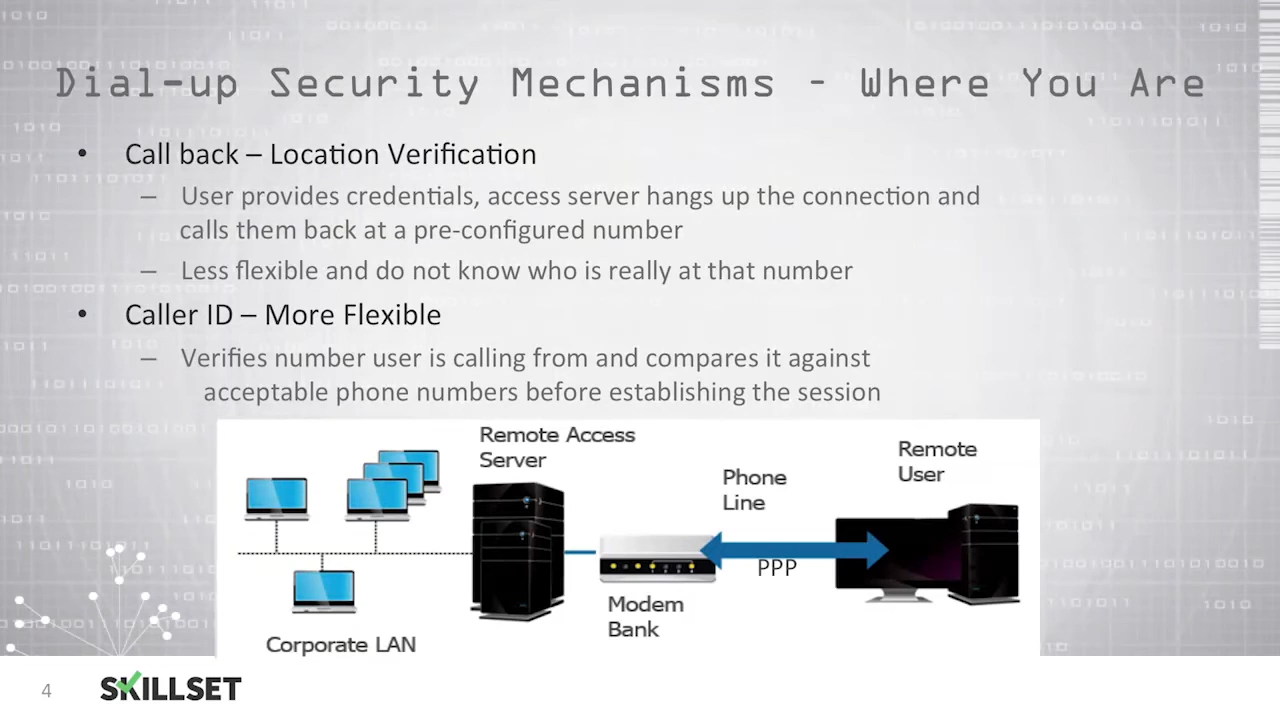 Dial-up Security Mechanisms - Where You Are
• Call back – Location Verification
– User provides credentials, access server hangs up the connection and
calls them back at a pre-configured number
– Less flexible and do not know who is really at that number
• Caller ID – More Flexible
– Verifies number user is calling from and compares it against
acceptable phone numbers before establishing the session
Remote Access
Server
Phone
Line
Remote
User
PPP
Modem
Bank
Corporate LAN
4
SKILLSET